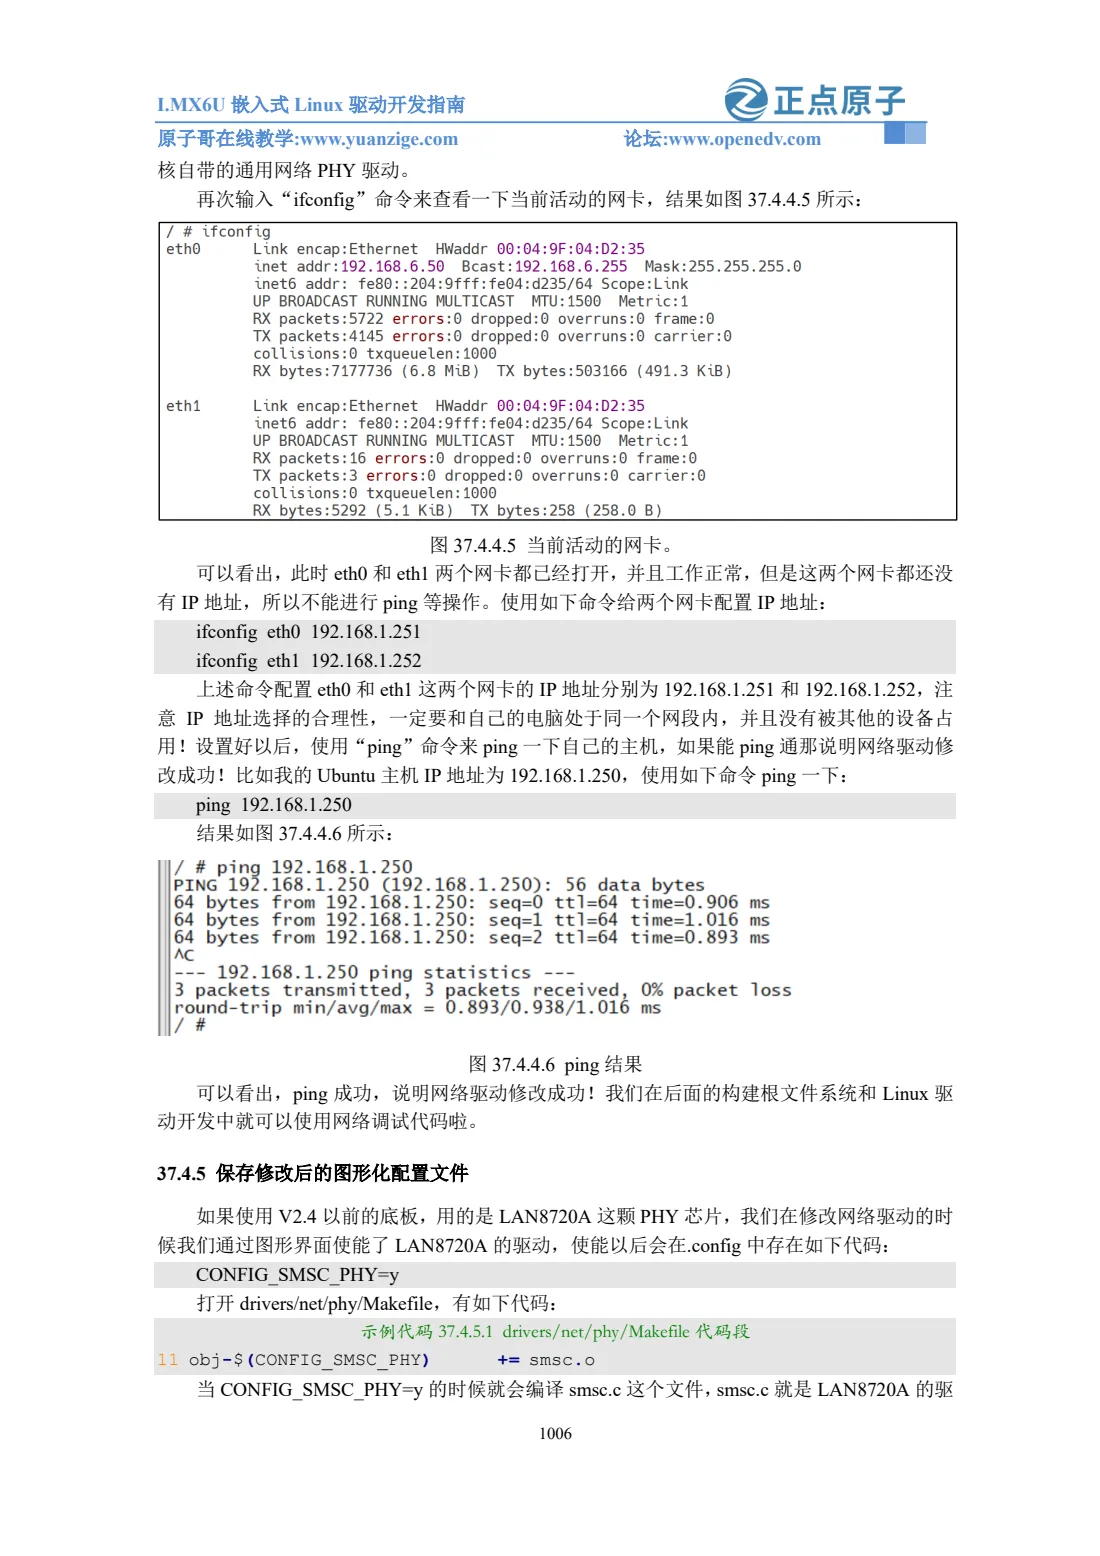 I.MX6U 嵌入式 Linux 驱动开发指南
正点原子
原子哥在线教学:www.yuanzige.com 论坛:www.openedv.com
核自带的通用网络 PHY 驱动。
再次输入“ifconfig”命令来查看一下当前活动的网卡，结果如图 37.4.4.5 所示：
/ # ifconfig
eth0 Link encap:Ethernet HWaddr 00:04:9F:04:D2:35
inet addr:192.168.6.50 Bcast:192.168.6.255 Mask:255.255.255.0
inet6 addr: fe80::204:9fff:fe04:d235/64 Scope:Link
UP BROADCAST RUNNING MULTICAST MTU:1500 Metric:1
RX packets:5722 errors:0 dropped:0 overruns:0 frame:0
TX packets:4145 errors:0 dropped:0 overruns:0 carrier:0
collisions:0 txqueuelen:1000
RX bytes:7177736 (6.8 MiB) TX bytes:503166 (491.3 KiB)
eth1 Link encap:Ethernet HWaddr 00:04:9F:04:D2:35
inet6 addr: fe80::204:9fff:fe04:d235/64 Scope:Link
UP BROADCAST RUNNING MULTICAST MTU:1500 Metric:1
RX packets:16 errors:0 dropped:0 overruns:0 frame:0
TX packets:3 errors:0 dropped:0 overruns:0 carrier:0
collisions:0 txqueuelen:1000
RX bytes:5292 (5.1 KiB) TX bytes:258 (258.0 B)
图 37.4.4.5 当前活动的网卡。
可以看出，此时 eth0 和 eth1 两个网卡都已经打开，并且工作正常，但是这两个网卡都还没
有 IP 地址，所以不能进行 ping 等操作。使用如下命令给两个网卡配置 IP 地址：
ifconfig eth0 192.168.1.251
ifconfig eth1 192.168.1.252
上述命令配置 eth0 和 eth1 这两个网卡的 IP 地址分别为 192.168.1.251 和 192.168.1.252，注
意 IP 地址选择的合理性，一定要和自己的电脑处于同一个网段内，并且没有被其他的设备占
用！设置好以后，使用“ping”命令来 ping 一下自己的主机，如果能 ping 通那说明网络驱动修
改成功！比如我的 Ubuntu 主机 IP 地址为 192.168.1.250，使用如下命令 ping 一下：
ping 192.168.1.250
结果如图 37.4.4.6 所示：
/ # ping 192.168.1.250
PING 192.168.1.250 (192.168.1.250): 56 data bytes
64 bytes from 192.168.1.250: seq=0 ttl=64 time=0.906 ms
64 bytes from 192.168.1.250: seq=1 ttl=64 time=1.016 ms
64 bytes from 192.168.1.250: seq=2 ttl=64 time=0.893 ms
^C
--- 192.168.1.250 ping statistics ---
3 packets transmitted, 3 packets received, 0% packet loss
round-trip min/avg/max = 0.893/0.938/1.016 ms
/ #
图 37.4.4.6 ping 结果
可以看出，ping 成功，说明网络驱动修改成功！我们在后面的构建根文件系统和 Linux 驱
动开发中就可以使用网络调试代码啦。
37.4.5 保存修改后的图形化配置文件
如果使用 V2.4 以前的底板，用的是 LAN8720A 这颗 PHY 芯片，我们在修改网络驱动的时
候我们通过图形界面使能了 LAN8720A 的驱动，使能以后会在.config 中存在如下代码：
CONFIG_SMSC_PHY=y
打开 drivers/net/phy/Makefile，有如下代码：
示例代码 37.4.5.1 drivers/net/phy/Makefile 代码段
11 obj-$(CONFIG_SMSC_PHY) += smsc.o
当 CONFIG_SMSC_PHY=y 的时候就会编译 smsc.c 这个文件，smsc.c 就是 LAN8720A 的驱
1006